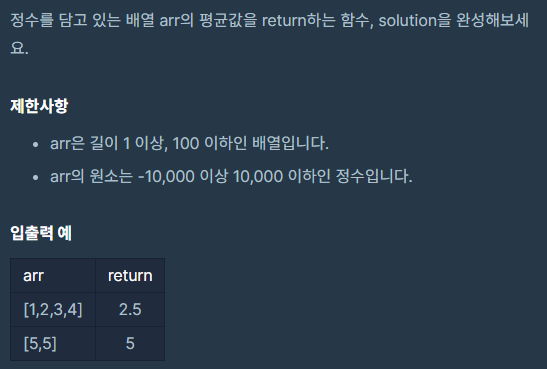 정수를 담고 있는 배열 arr의 평균값을 return하는 함수, solution을 완성해보세
요.
제한사항
• arr은 길이 1 이상, 100 이하인 배열입니다.
• arr의 원소는 -10,000 이상 10,000 이하인 정수입니다.
입출력 예
arr return
[1,2,3,4] 2.5
[5,5] 5